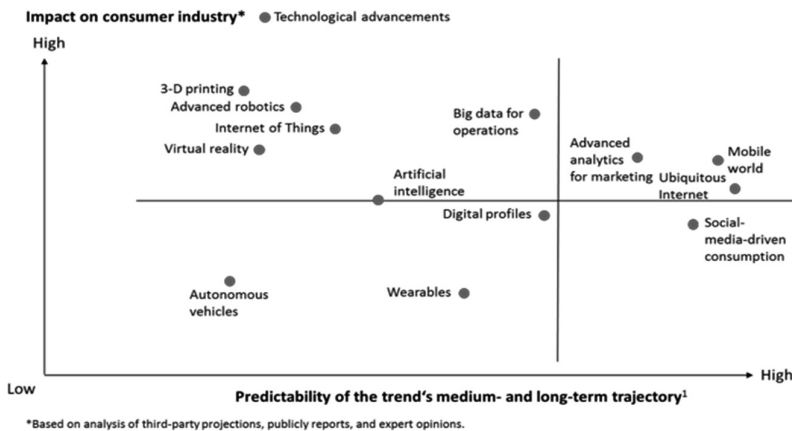 Impact on consumer industry* Technological advancements
High
3-D printing
Advanced robotics
Internet of Things
Virtual reality
Big data for
operations
Advanced
analytics
for marketing
Mobile
world
Ubiquitous
Internet
Artificial
intelligence
Digital profiles
Social-
media-driven
consumption
Autonomous
vehicles
Wearables
Low
High
Predictability of the trend‘s medium- and long-term trajectory¹
*Based on analysis of third-party projections, publicly reports, and expert opinions.